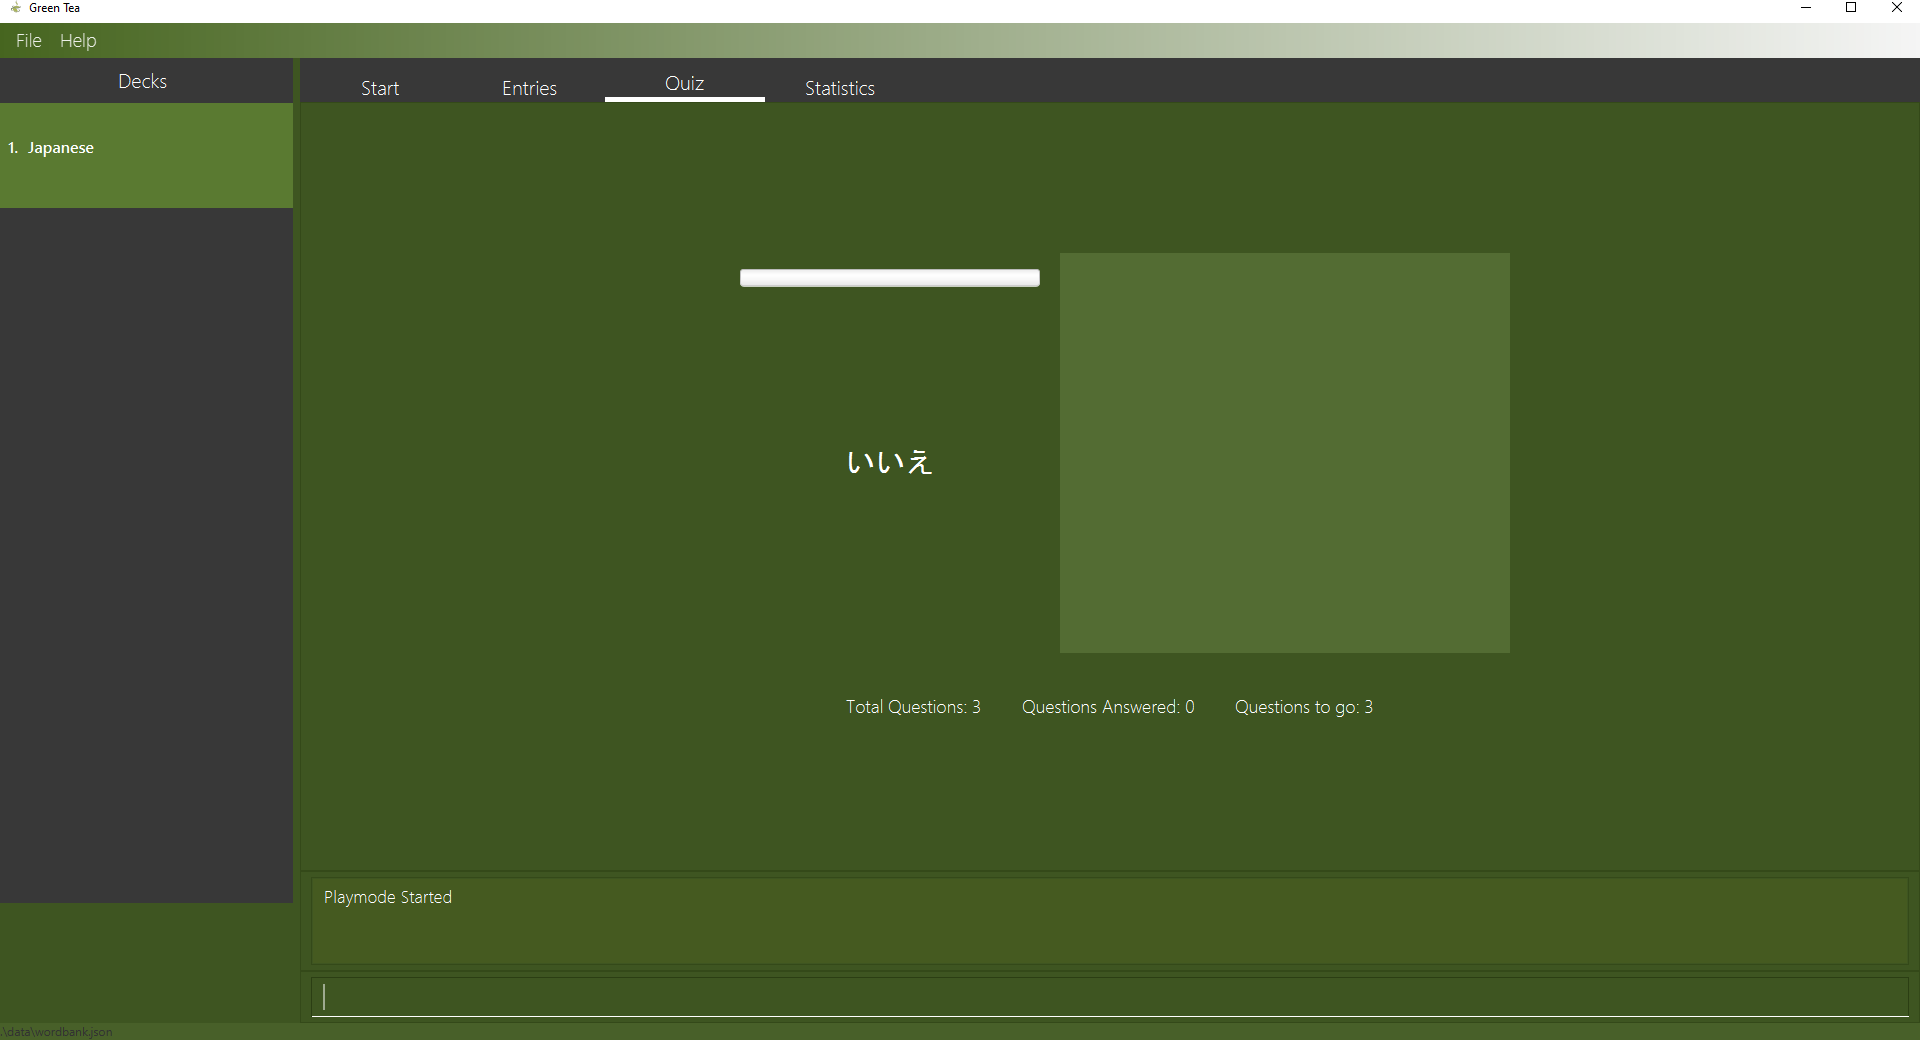 Green Tea
File Help
Decks
Start Entries Quiz Statistics
1. Japanese
いいえ
Total Questions: 3 Questions Answered: 0 Questions to go: 3
Playmode Started
.\data\wordbank.json